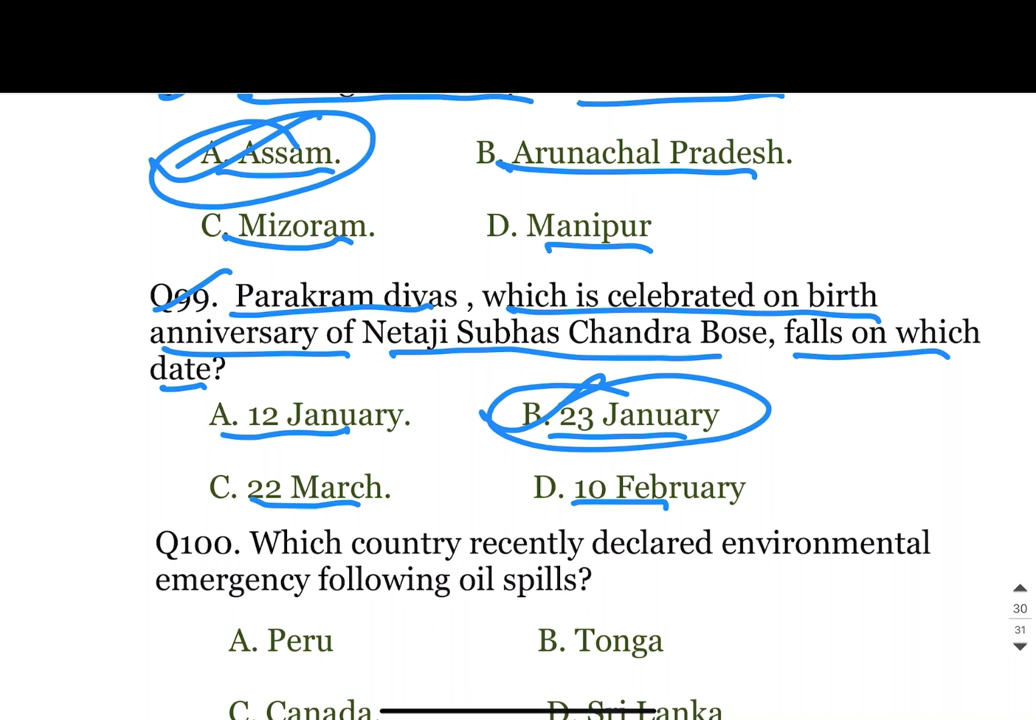 A. Assam. B. Arunachal Pradesh.
C. Mizoram. D. Manipur
Q99. Parakram divas , which is celebrated on birth
anniversary of Netaji Subhas Chandra Bose, falls on which
date?
A. 12 January. B. 23 January
C. 22 March. D. 10 February
Q100. Which country recently declared environmental
emergency following oil spills?
A. Peru B. Tonga
C. Canada. D. Sri Lanka
30
31